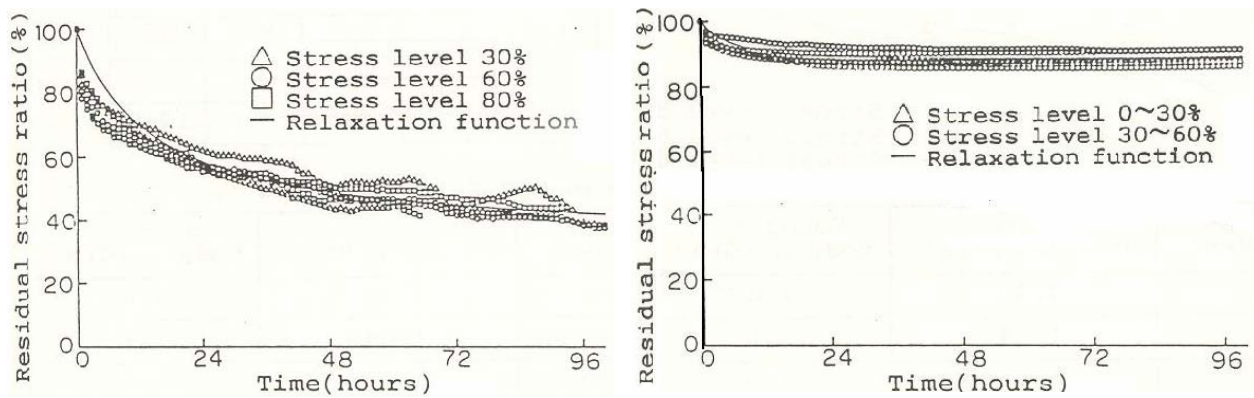 Residual stress ratio (%)
100
80
60
40
20
0
△ Stress level 30%
○ Stress level 60%
□ Stress level 80%
— Relaxation function
0 24 48 72 96
Time(hours)
Residual stress ratio (%)
100
80
60
40
20
0
△ Stress level 0~30%
○ Stress level 30~60%
— Relaxation function
0 24 48 72 96
Time(hours)